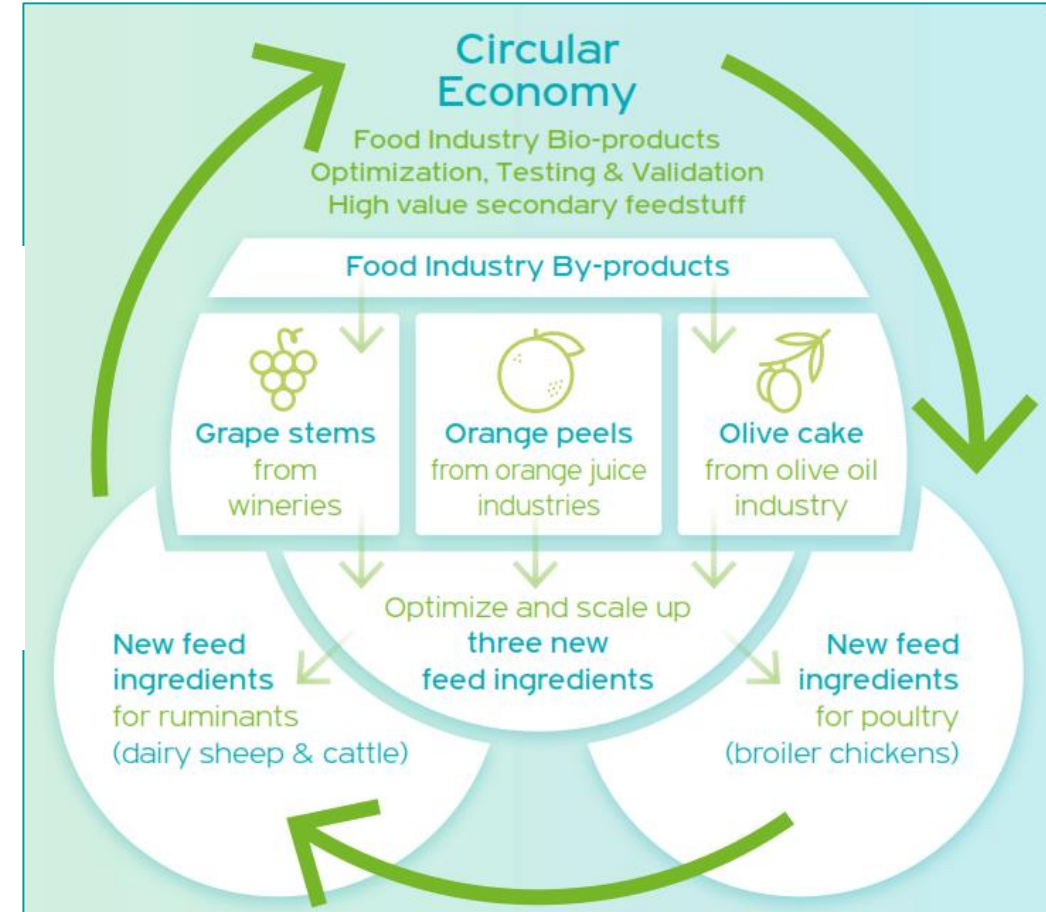 Circular
Economy
Food Industry Bio-products
Optimization, Testing & Validation
High value secondary feedstuff
Food Industry By-products
Grape stems
from
wineries
Orange peels
from orange juice
industries
Olive cake
from olive oil
industry
Optimize and scale up
three new
feed ingredients
New feed
ingredients
for ruminants
(dairy sheep & cattle)
New feed
ingredients
for poultry
(broiler chickens)